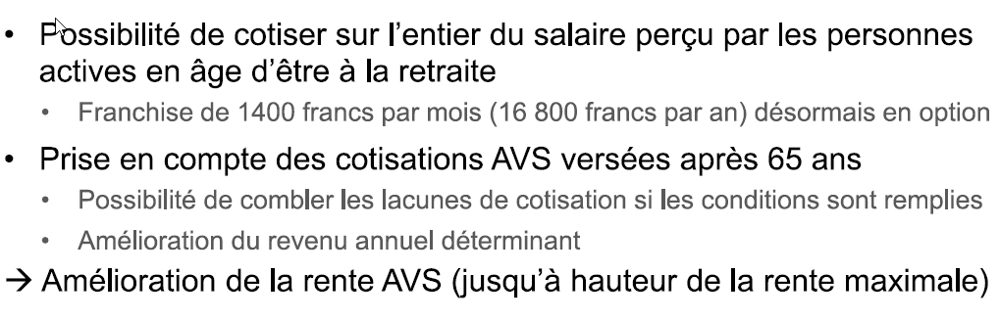 • Possibilité de cotiser sur l’entier du salaire perçu par les personnes
actives en âge d’être à la retraite
• Franchise de 1400 francs par mois (16 800 francs par an) désormais en option
• Prise en compte des cotisations AVS versées après 65 ans
• Possibilité de combler les lacunes de cotisation si les conditions sont remplies
• Amélioration du revenu annuel déterminant
→ Amélioration de la rente AVS (jusqu’à hauteur de la rente maximale)